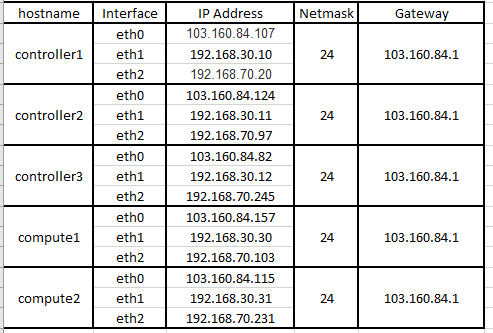 hostname Interface IP Address Netmask Gateway
eth0 103.160.84.107
controller1 eth1 192.168.30.10 24 103.160.84.1
eth2 192.168.70.20
eth0 103.160.84.124
controller2 eth1 192.168.30.11 24 103.160.84.1
eth2 192.168.70.97
eth0 103.160.84.82
controller3 eth1 192.168.30.12 24 103.160.84.1
eth2 192.168.70.245
eth0 103.160.84.157
compute1 eth1 192.168.30.30 24 103.160.84.1
eth2 192.168.70.103
eth0 103.160.84.115
compute2 eth1 192.168.30.31 24 103.160.84.1
eth2 192.168.70.231